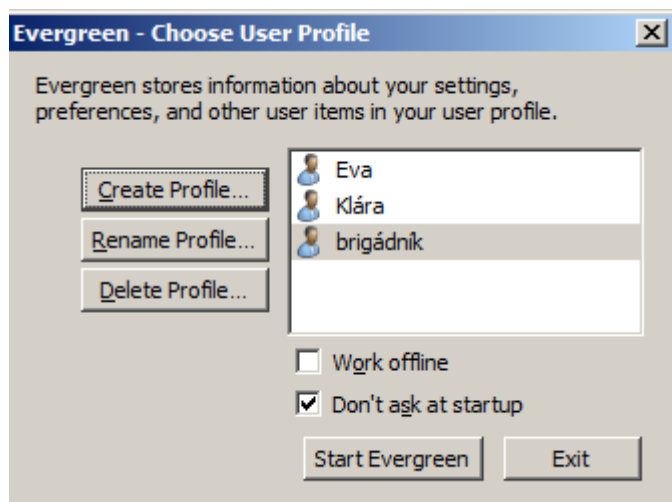 Evergreen - Choose User Profile
Evergreen stores information about your settings,
preferences, and other user items in your user profile.
Create Profile...
Rename Profile...
Delete Profile...
Eva
Klára
brigádník
Work offline
Don't ask at startup
Start Evergreen
Exit